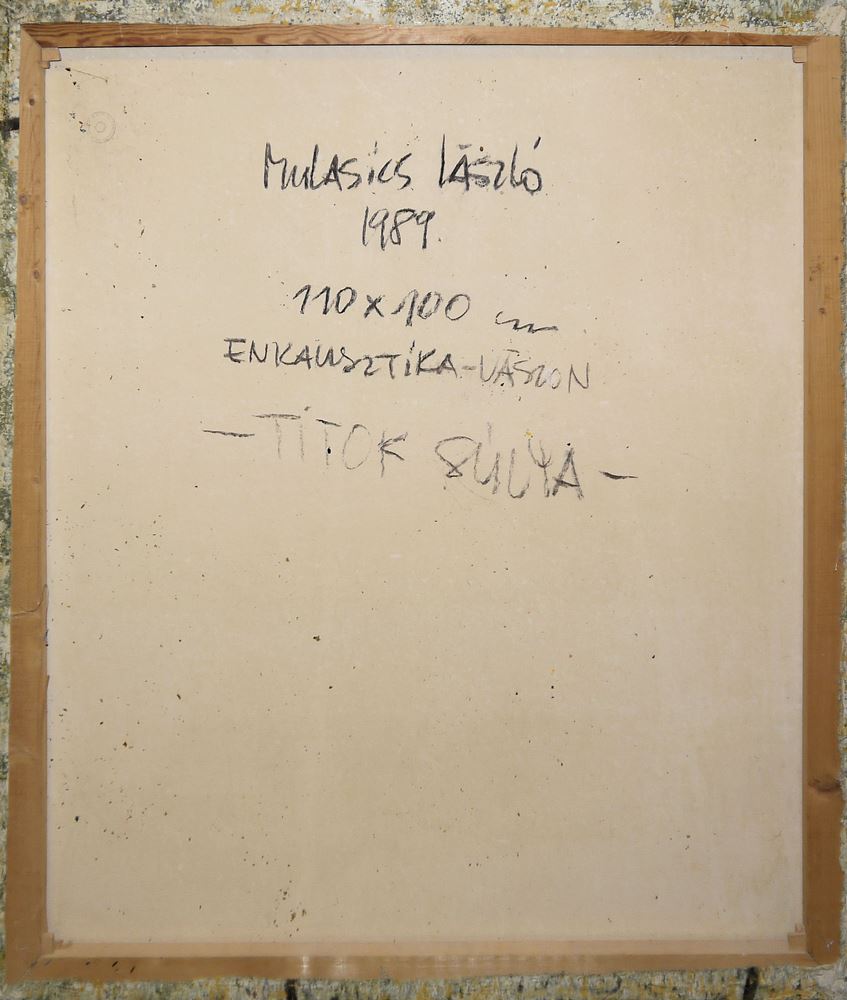 Mulasics László
1989.
110 x 100 cm
ENKAUSZTIKA-VÁSZON
- TITOK SÚLYA -